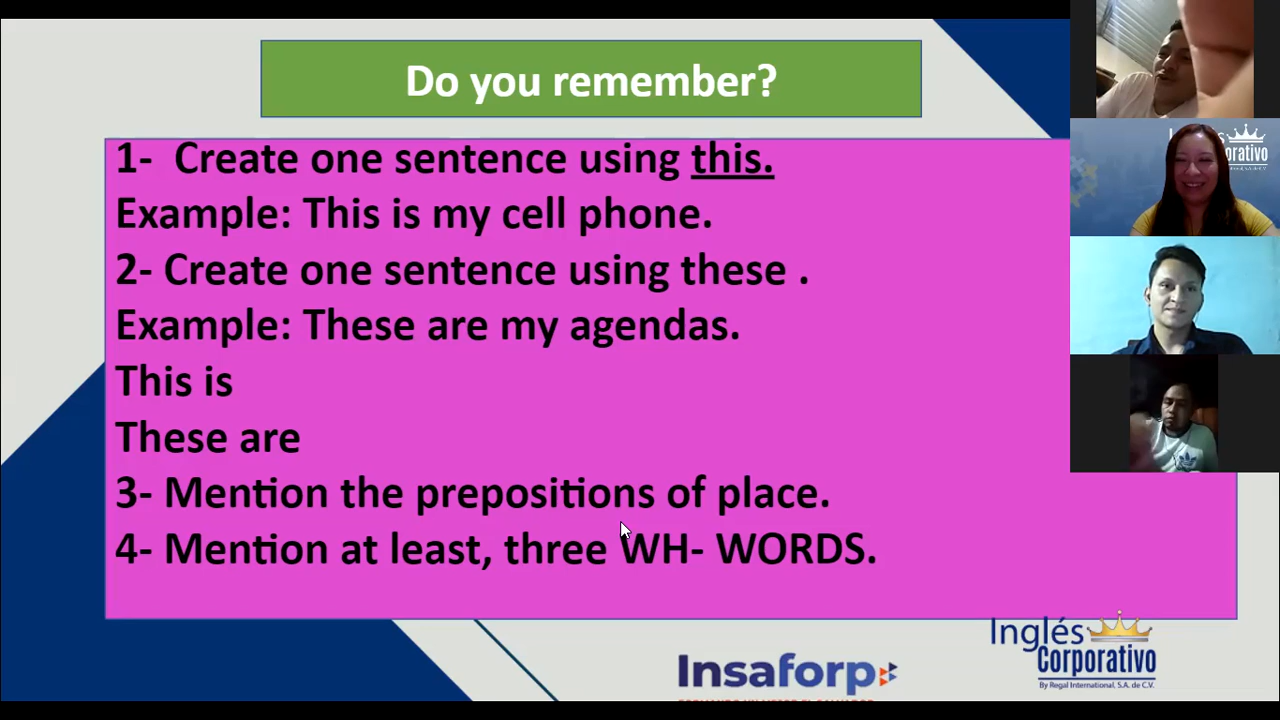 Do you remember?
1- Create one sentence using this.
Example: This is my cell phone.
2- Create one sentence using these .
Example: These are my agendas.
This is
These are
3- Mention the prepositions of place.
4- Mention at least, three WH- WORDS.
Inglés
Corporativo
By Regal International, S.A. de C.V.
Insaforp